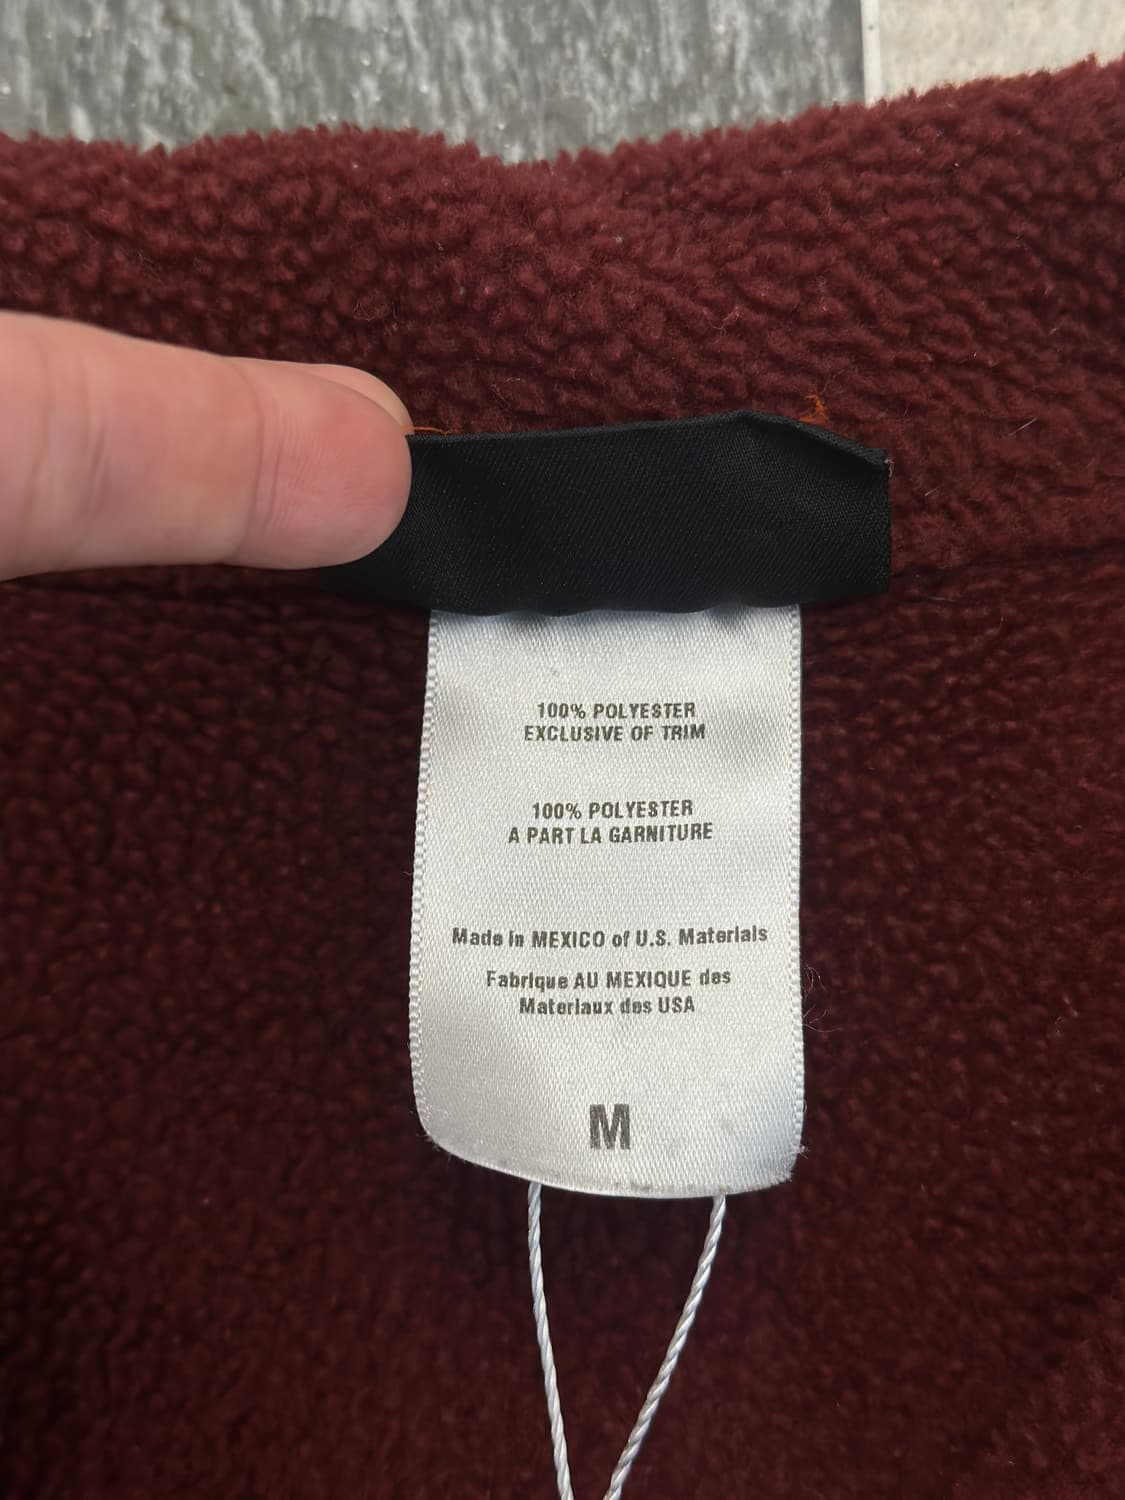 100% POLYESTER
EXCLUSIVE OF TRIM
100% POLYESTER
A PART LA GARNITURE
Made in MEXICO of U.S. Materials
Fabrique AU MEXIQUE des
Materiaux des USA
M